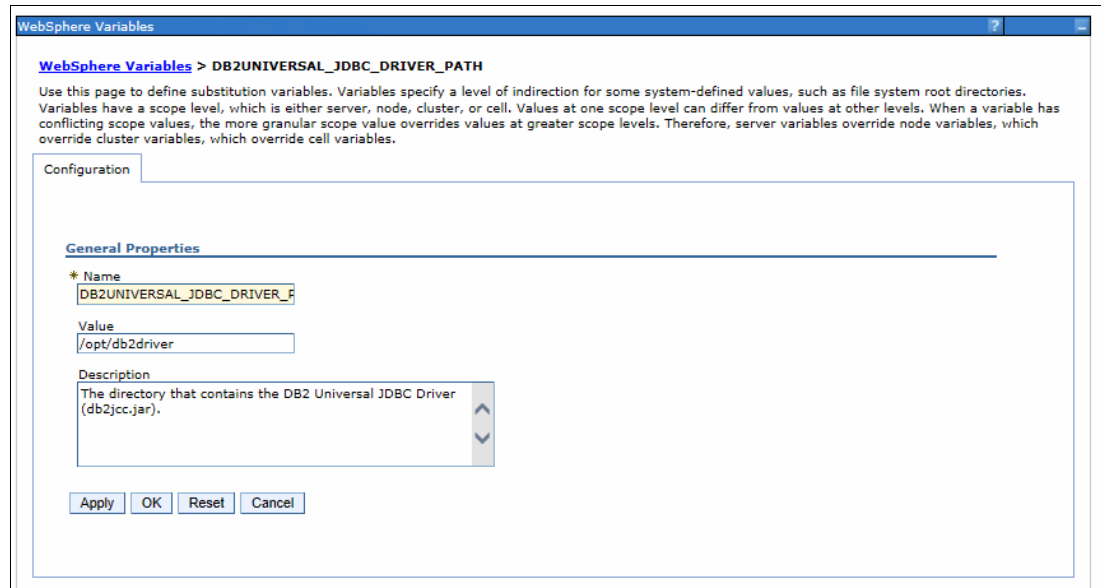 WebSphere Variables ? -
WebSphere Variables > DB2UNIVERSAL_JDBC_DRIVER_PATH
Use this page to define substitution variables. Variables specify a level of indirection for some system-defined values, such as file system root directories.
Variables have a scope level, which is either server, node, cluster, or cell. Values at one scope level can differ from values at other levels. When a variable has
conflicting scope values, the more granular scope value overrides values at greater scope levels. Therefore, server variables override node variables, which
override cluster variables, which override cell variables.
Configuration
General Properties
* Name
DB2UNIVERSAL_JDBC_DRIVER_P
Value
/opt/db2driver
Description
The directory that contains the DB2 Universal JDBC Driver
(db2jcc.jar).
Apply OK Reset Cancel